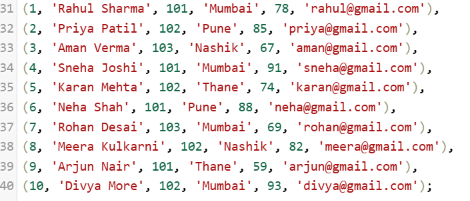 31 (1, 'Rahul Sharma', 101, 'Mumbai', 78, 'rahul@gmail.com'),
32 (2, 'Priya Patil', 102, 'Pune', 85, 'priya@gmail.com'),
33 (3, 'Aman Verma', 103, 'Nashik', 67, 'aman@gmail.com'),
34 (4, 'Sneha Joshi', 101, 'Mumbai', 91, 'sneha@gmail.com'),
35 (5, 'Karan Mehta', 102, 'Thane', 74, 'karan@gmail.com'),
36 (6, 'Neha Shah', 101, 'Pune', 88, 'neha@gmail.com'),
37 (7, 'Rohan Desai', 103, 'Mumbai', 69, 'rohan@gmail.com'),
38 (8, 'Meera Kulkarni', 102, 'Nashik', 82, 'meera@gmail.com'),
39 (9, 'Arjun Nair', 101, 'Thane', 59, 'arjun@gmail.com'),
40 (10, 'Divya More', 102, 'Mumbai', 93, 'divya@gmail.com');